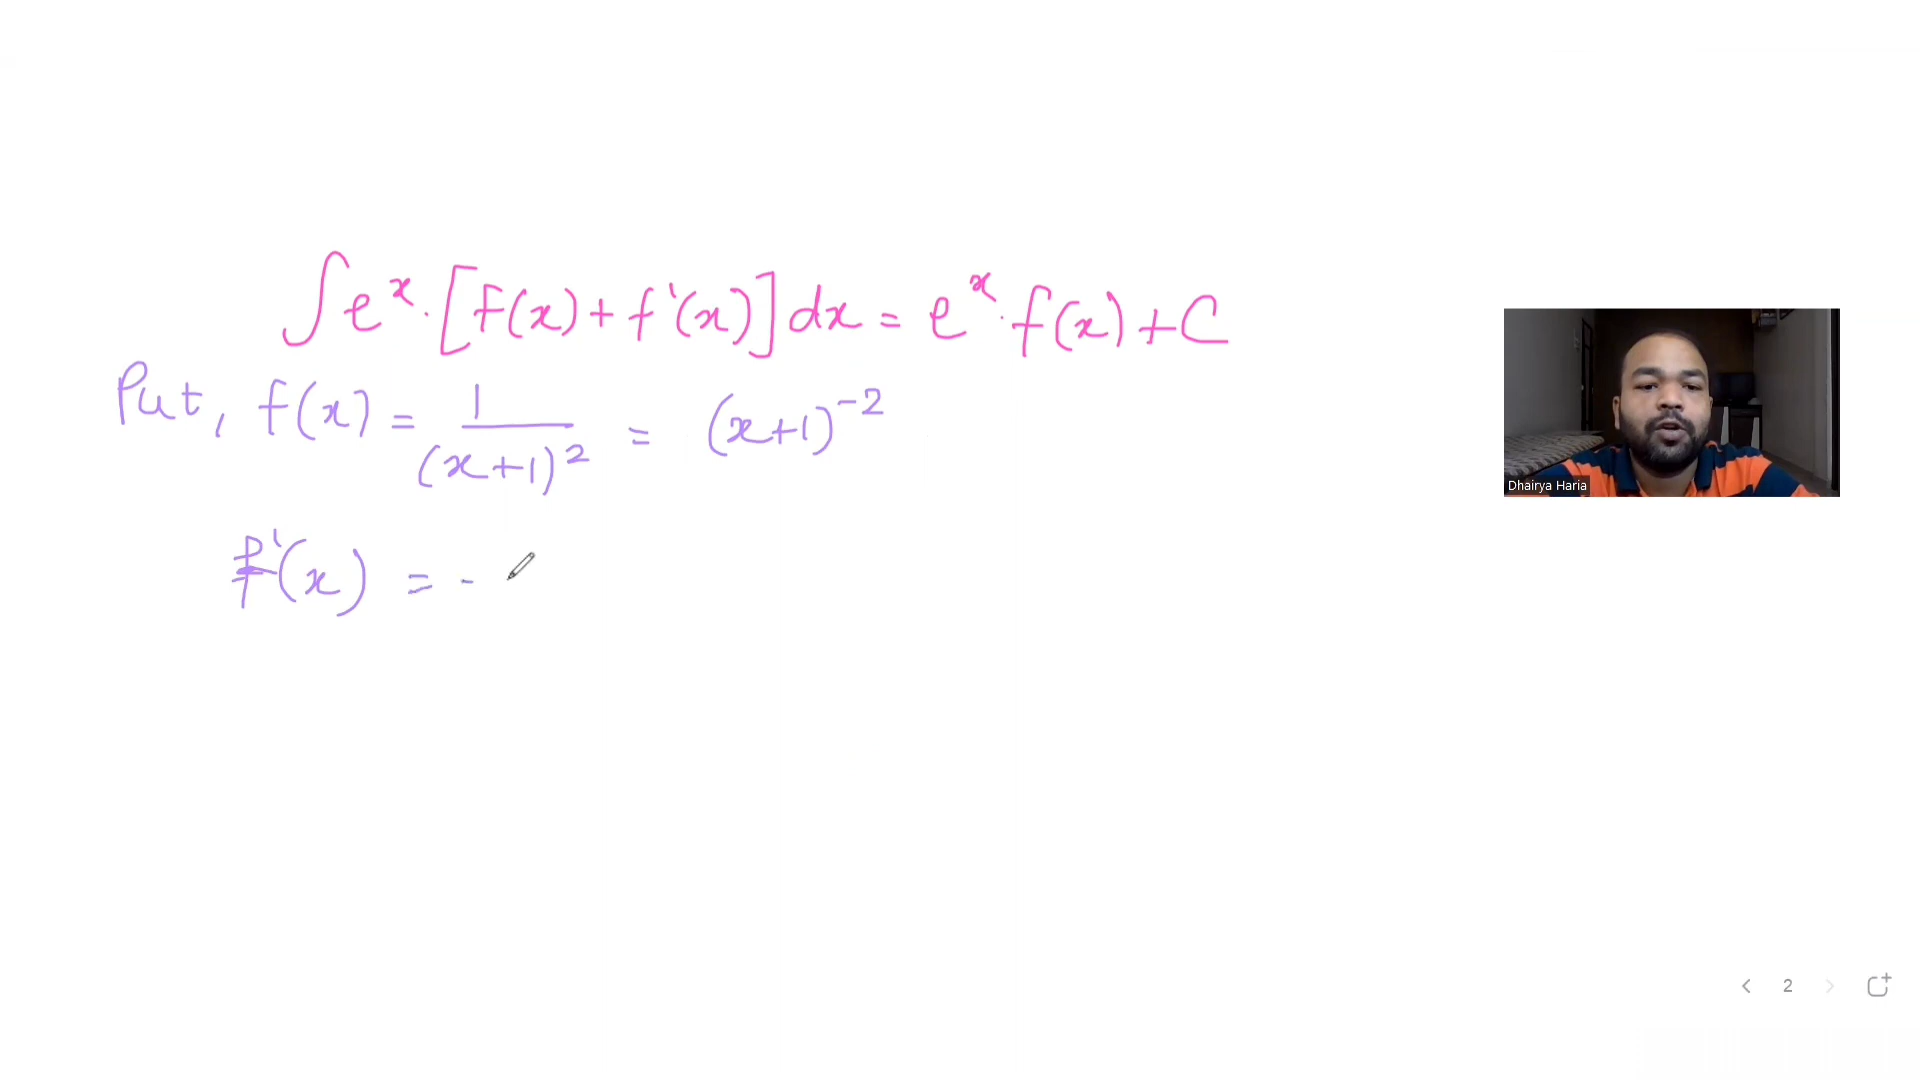 ∫e^x·[f(x)+f'(x)]dx = e^x·f(x)+C
Put, f(x) = 1/(x+1)^2 = (x+1)^-2
f'(x) = -
Dhairya Haria
2